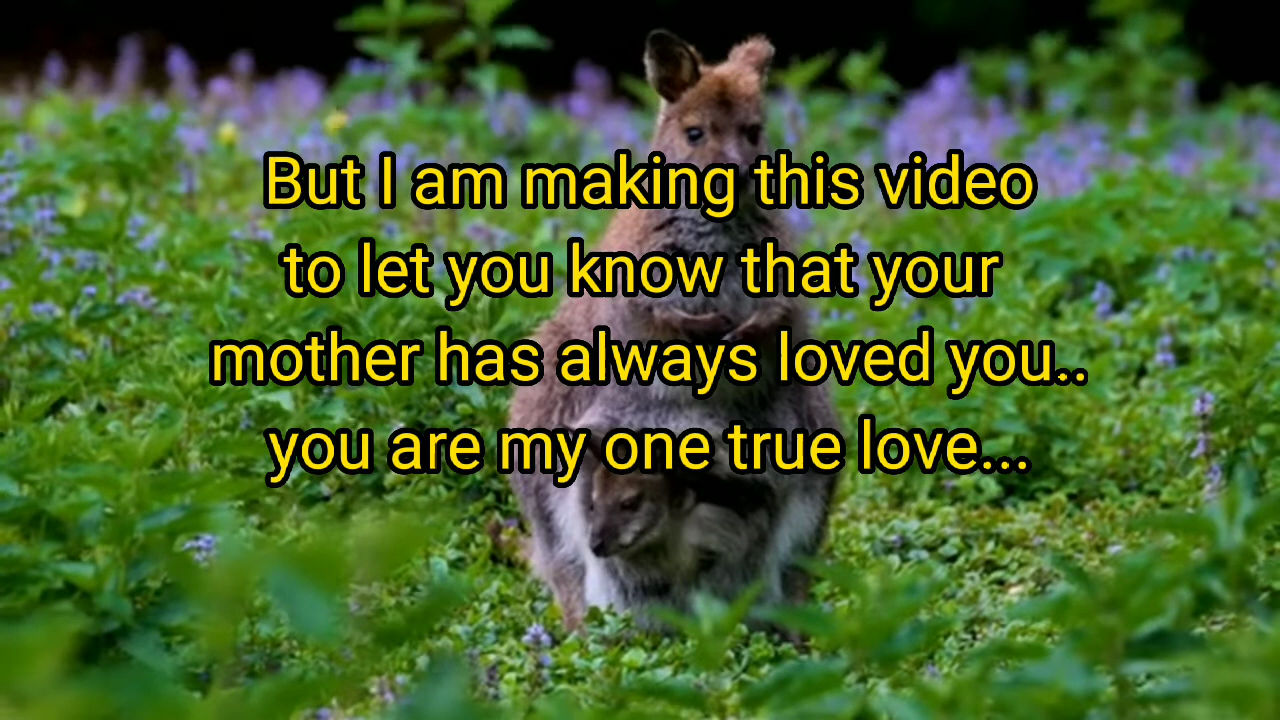 But I am making this video
to let you know that your
mother has always loved you..
you are my one true love...